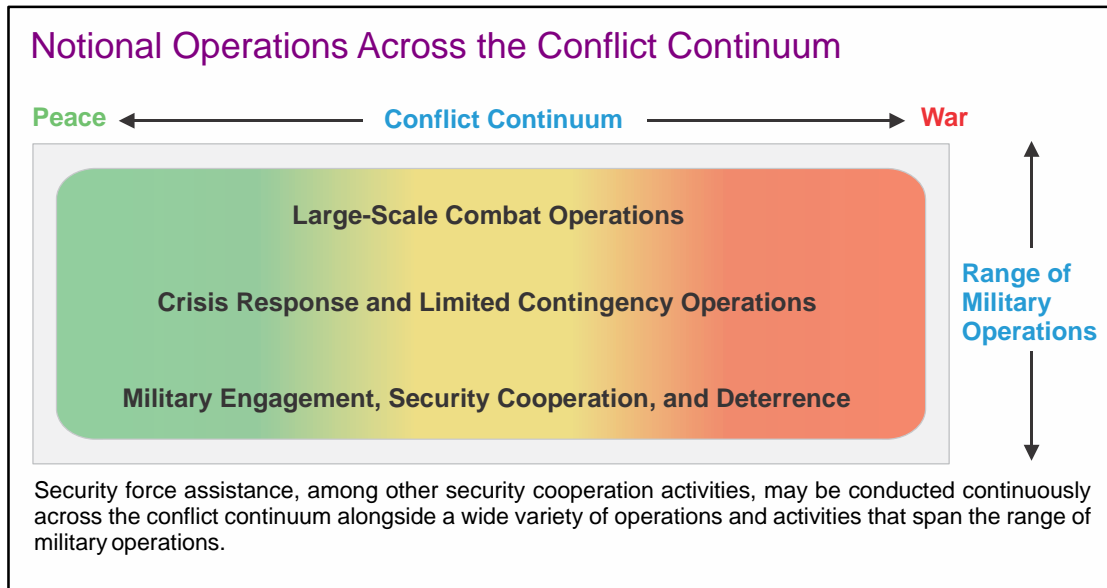 Notional Operations Across the Conflict Continuum
Peace
Conflict Continuum
War
Large-Scale Combat Operations
Crisis Response and Limited Contingency Operations
Military Engagement, Security Cooperation, and Deterrence
Range of
Military
Operations
Security force assistance, among other security cooperation activities, may be conducted continuously
across the conflict continuum alongside a wide variety of operations and activities that span the range of
military operations.